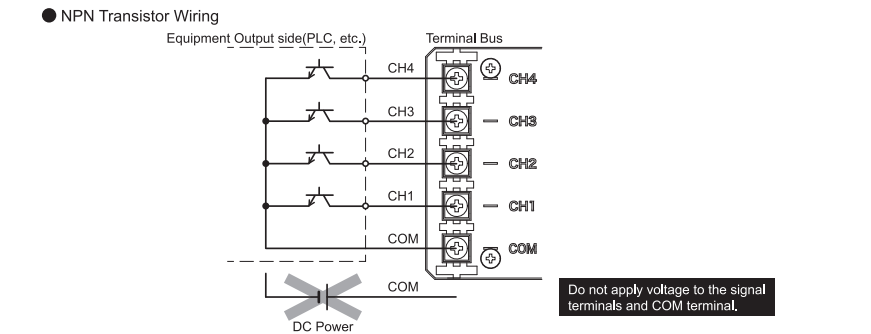 ● NPN Transistor Wiring
Equipment Output side(PLC, etc.)
Terminal Bus
CH4
CH4
CH3
CH3
CH2
CH2
CH1
CH1
COM
COM
COM
DC Power
Do not apply voltage to the signal
terminals and COM terminal.